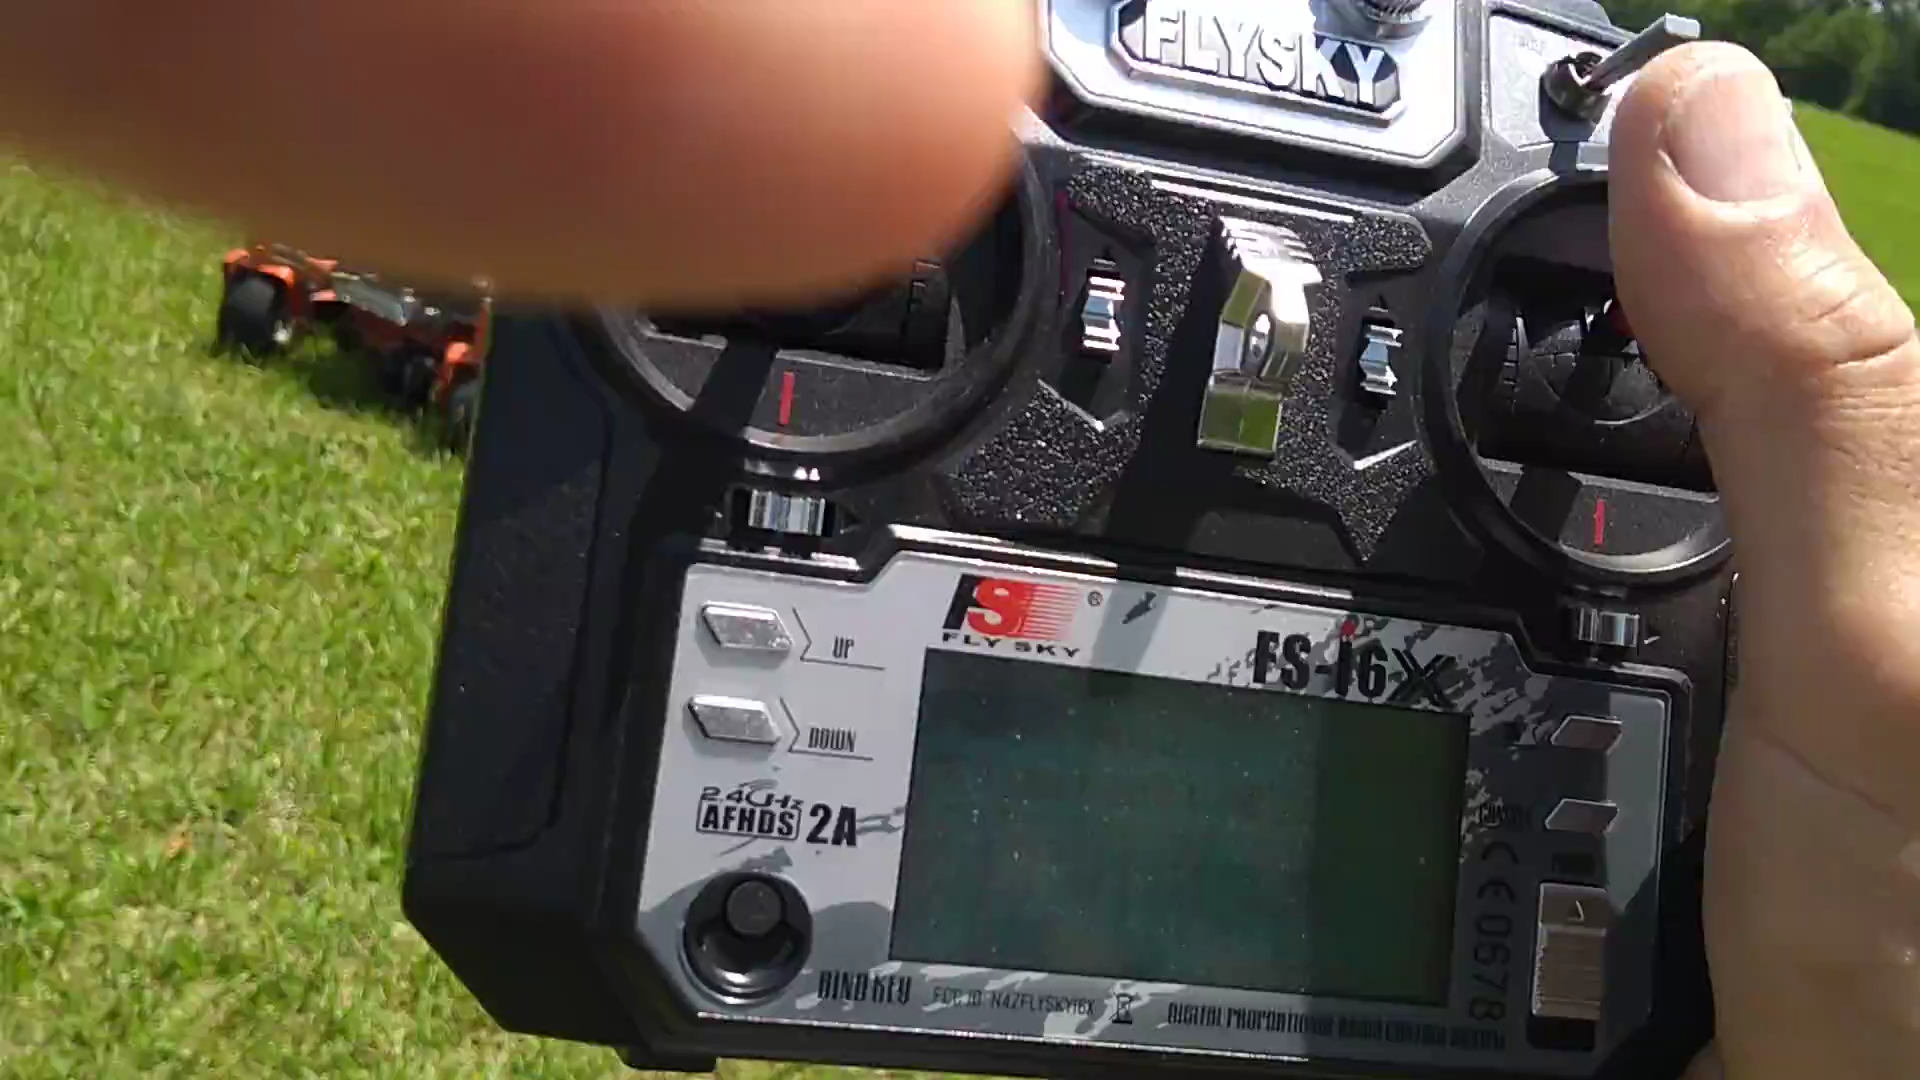 FLYSKY
FS ®
FLY SKY
FS-i6X
UP
DOWN
2.4GHz
AFHDS 2A
BIND KEY
FCC ID: N4ZFLYSKYI6X
DIGITAL PROPORTIONAL RADIO CONTROL SYSTEM
CE0678